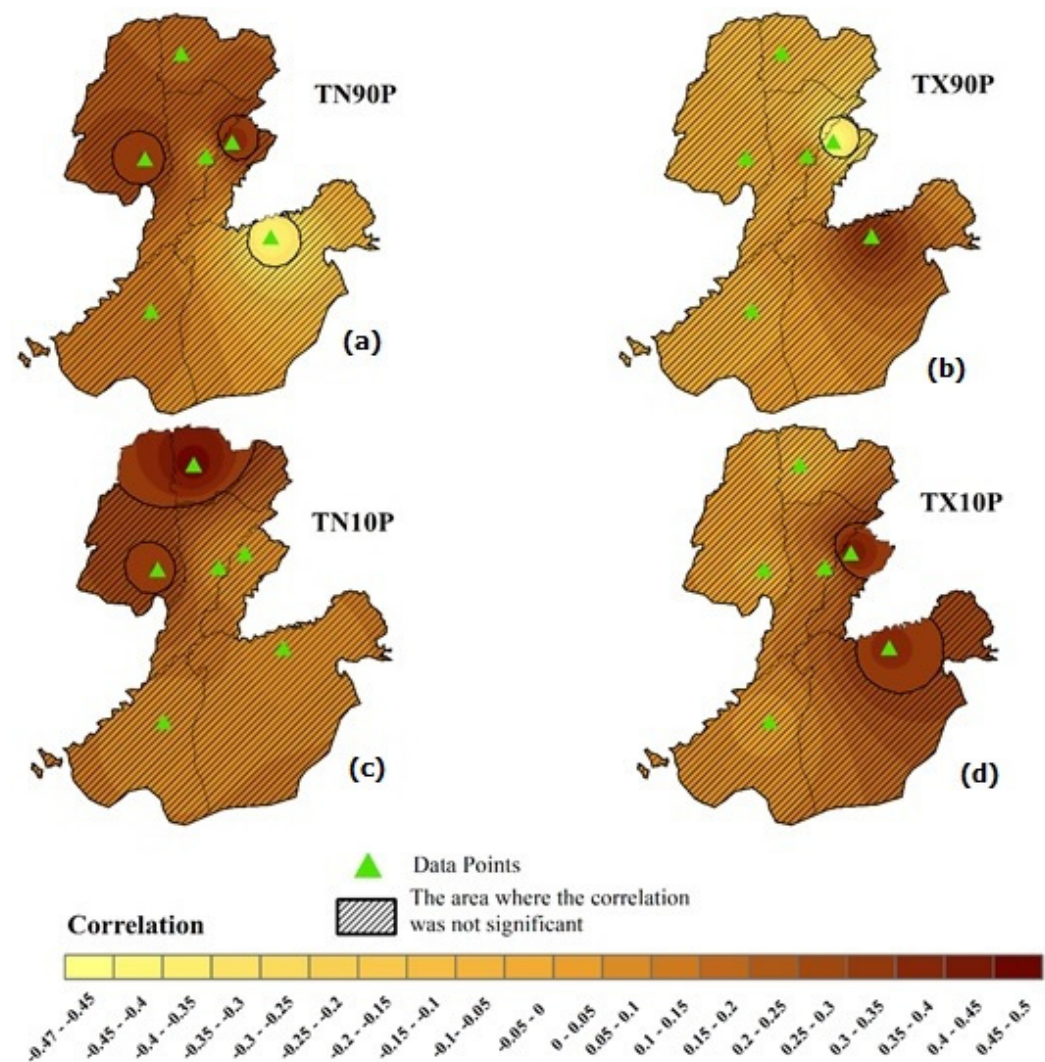 TN90P
TX90P
(a)
(b)
TN10P
TX10P
(c)
(d)
Data Points
The area where the correlation
was not significant
Correlation
-0.47 - -0.45
-0.45 - -0.4
-0.4 - -0.35
-0.35 - -0.3
-0.3 - -0.25
-0.25 - -0.2
-0.2 - -0.15
-0.15 - -0.1
-0.1- -0.05
-0.05 - 0
0 - 0.05
0.05 - 0.1
0.1 - 0.15
0.15 - 0.2
0.2 - 0.25
0.25 - 0.3
0.3 - 0.35
0.35 - 0.4
0.4 - 0.45
0.45 - 0.5